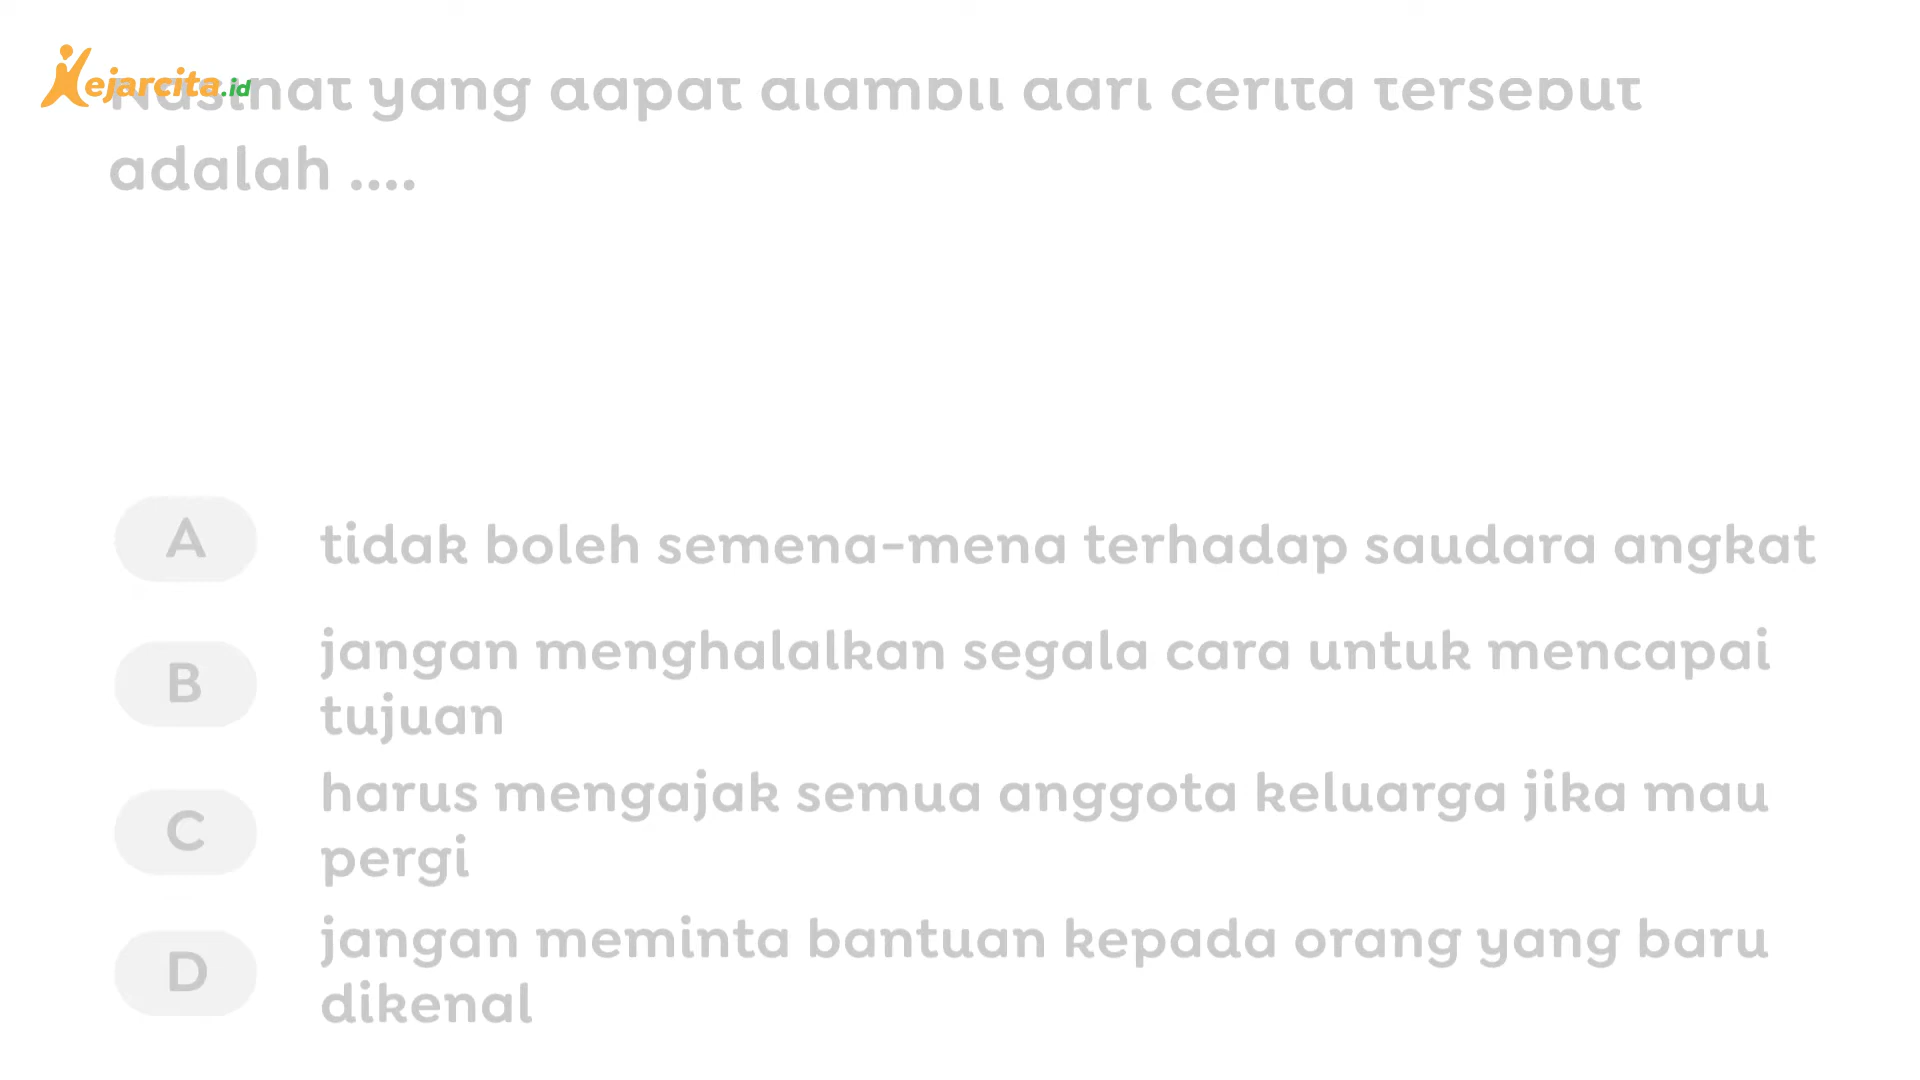 ejarcita.id
Nasihat yang dapat diambil dari cerita tersebut
adalah ....
A
tidak boleh semena-mena terhadap saudara angkat
B
jangan menghalalkan segala cara untuk mencapai
tujuan
C
harus mengajak semua anggota keluarga jika mau
pergi
D
jangan meminta bantuan kepada orang yang baru
dikenal